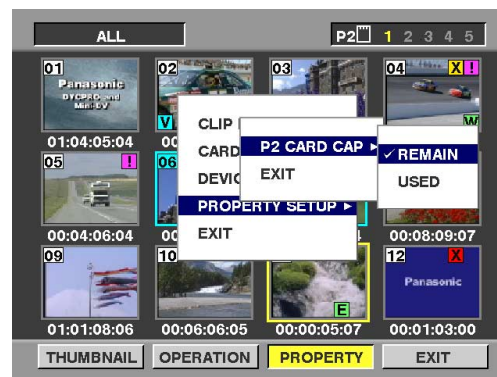 ALL
P2 1 2 3 4 5
01
Panasonic
DVCPRO and
Mini-DV
01:04:05:04
02
V
03
04 X !
W
CLIP
CARD
DEVIC
PROPERTY SETUP ▶
EXIT
P2 CARD CAP ▶
EXIT
✓ REMAIN
USED
05 !
00:04:06:04
06
00:08:09:07
09
01:01:08:06
10
00:06:06:05
E
00:00:05:07
12 X
Panasonic
00:01:03:00
THUMBNAIL OPERATION PROPERTY EXIT